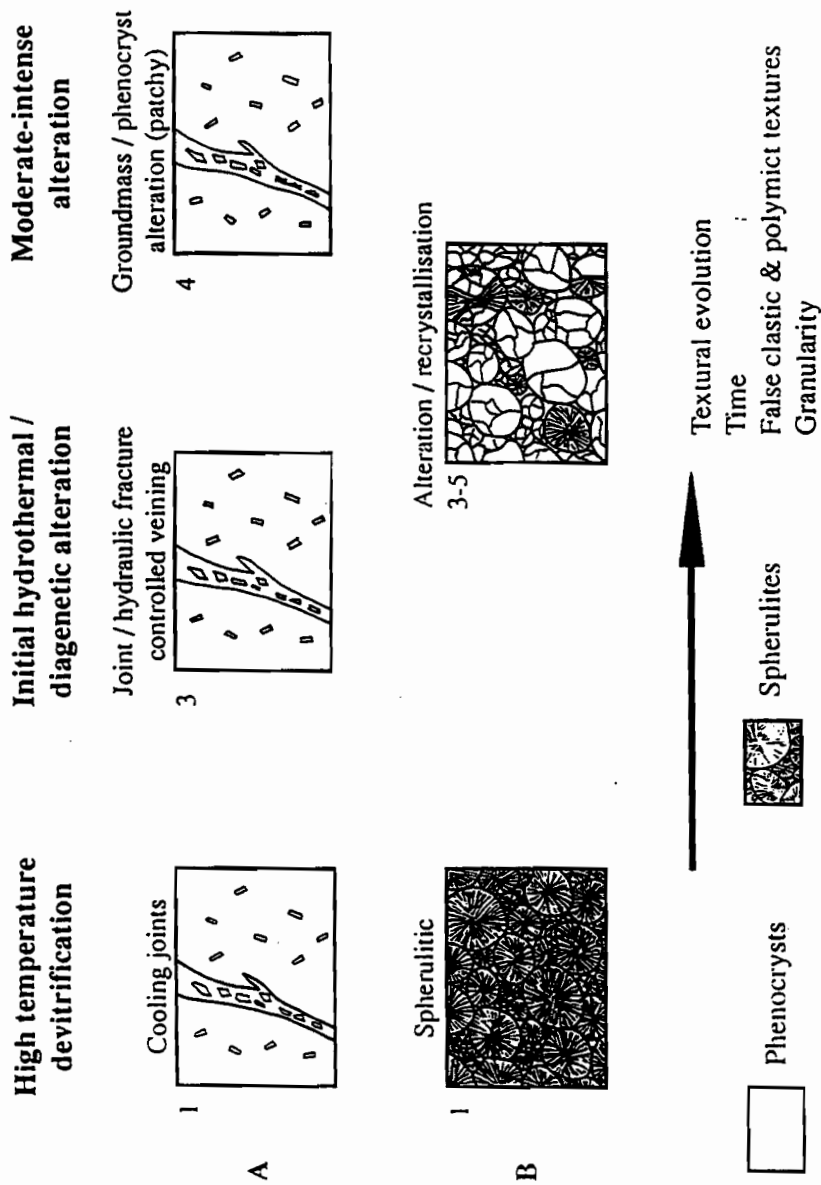 High temperature
devitrification
Initial hydrothermal /
diagenetic alteration
Moderate-intense
alteration
A
1
Cooling joints
3
Joint / hydraulic fracture
controlled veining
4
Groundmass / phenocryst
alteration (patchy)
B
1
Spherulitic
3-5
Alteration / recrystallisation
Textural evolution
Time
False clastic & polymict textures
Granularity
Phenocrysts
Spherulites